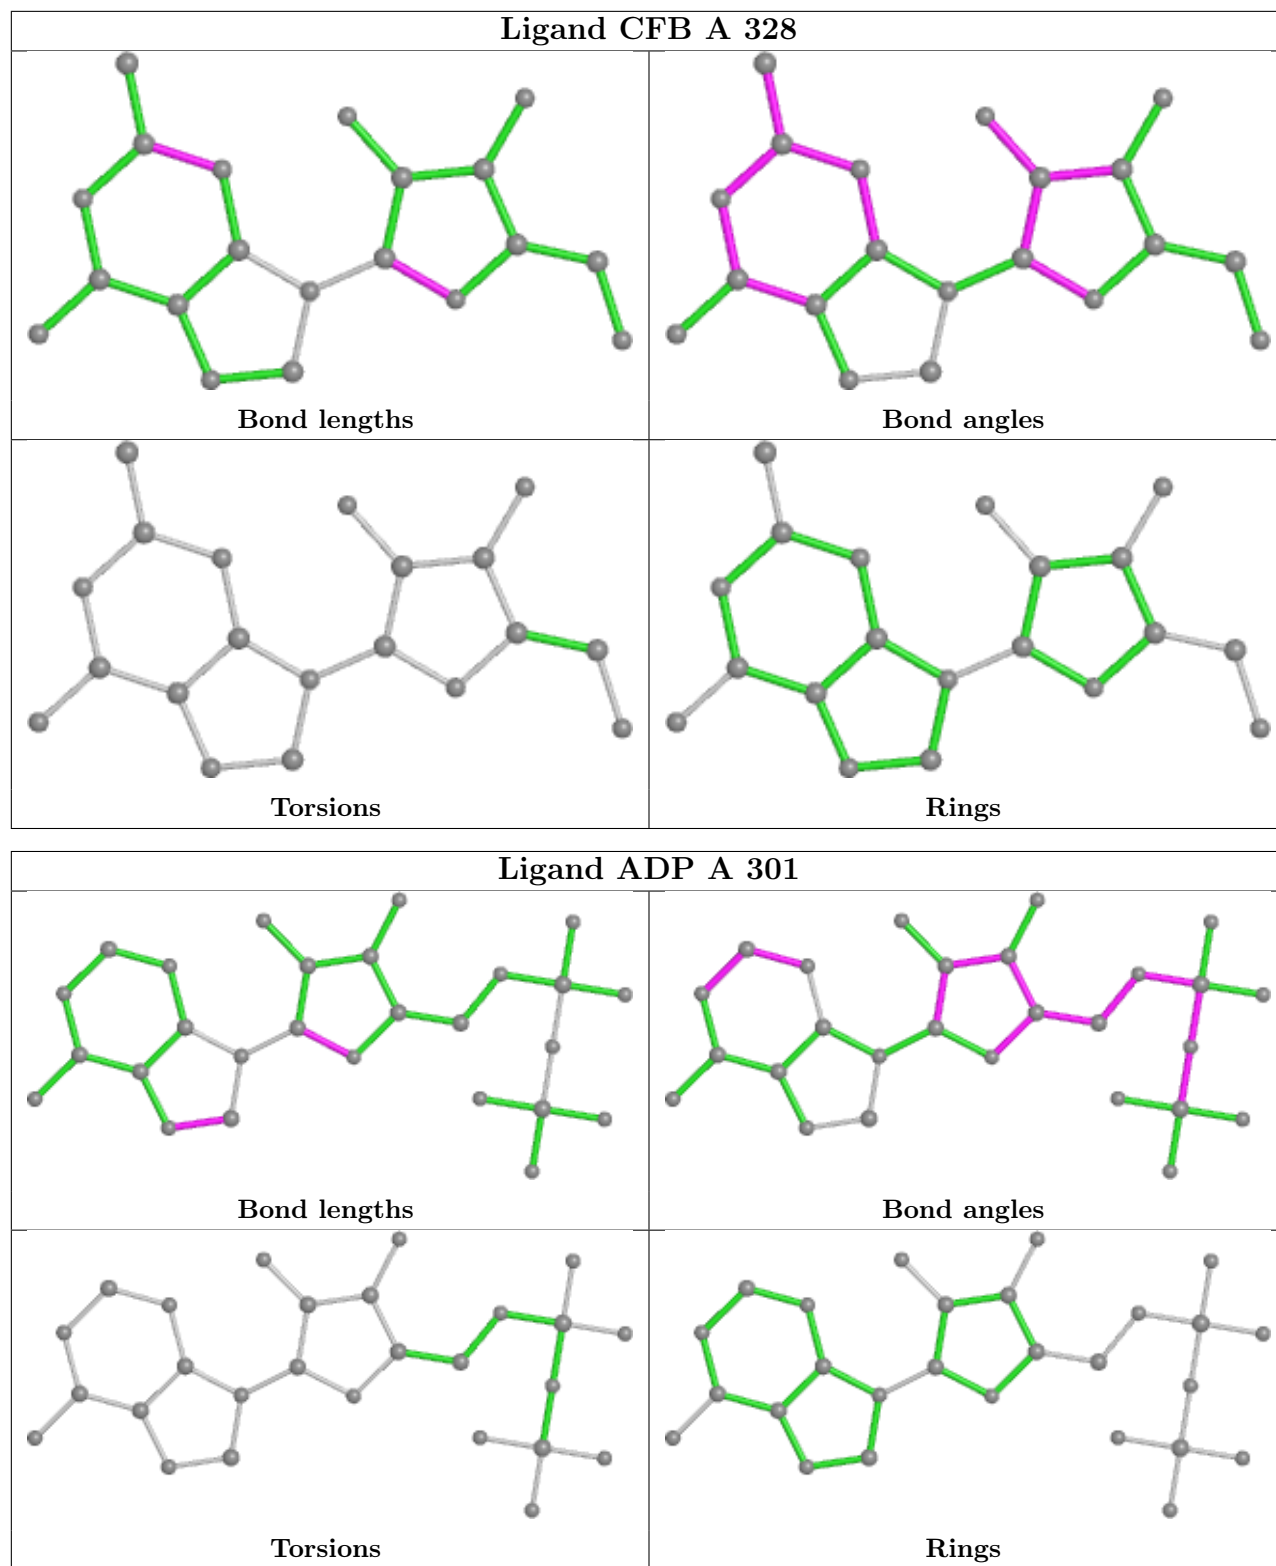 Ligand CFB A 328
Bond lengths
Bond angles
Torsions
Rings
Ligand ADP A 301
Bond lengths
Bond angles
Torsions
Rings